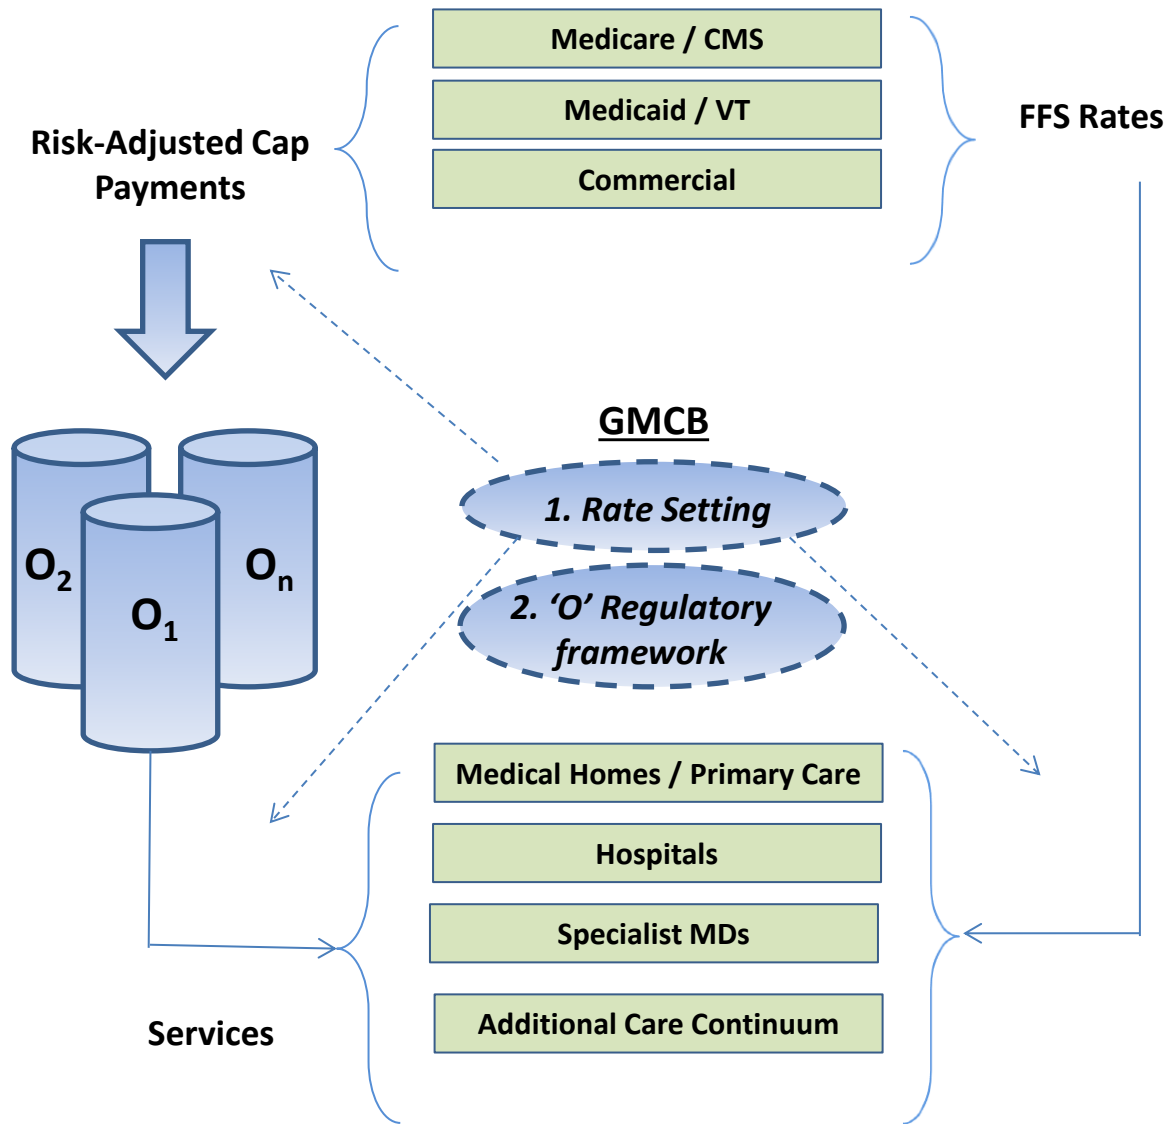 Medicare / CMS
Medicaid / VT
Commercial
Risk-Adjusted Cap
Payments
FFS Rates
GMCB
1. Rate Setting
2. ‘O’ Regulatory
framework
O2
O1
On
Medical Homes / Primary Care
Hospitals
Specialist MDs
Additional Care Continuum
Services